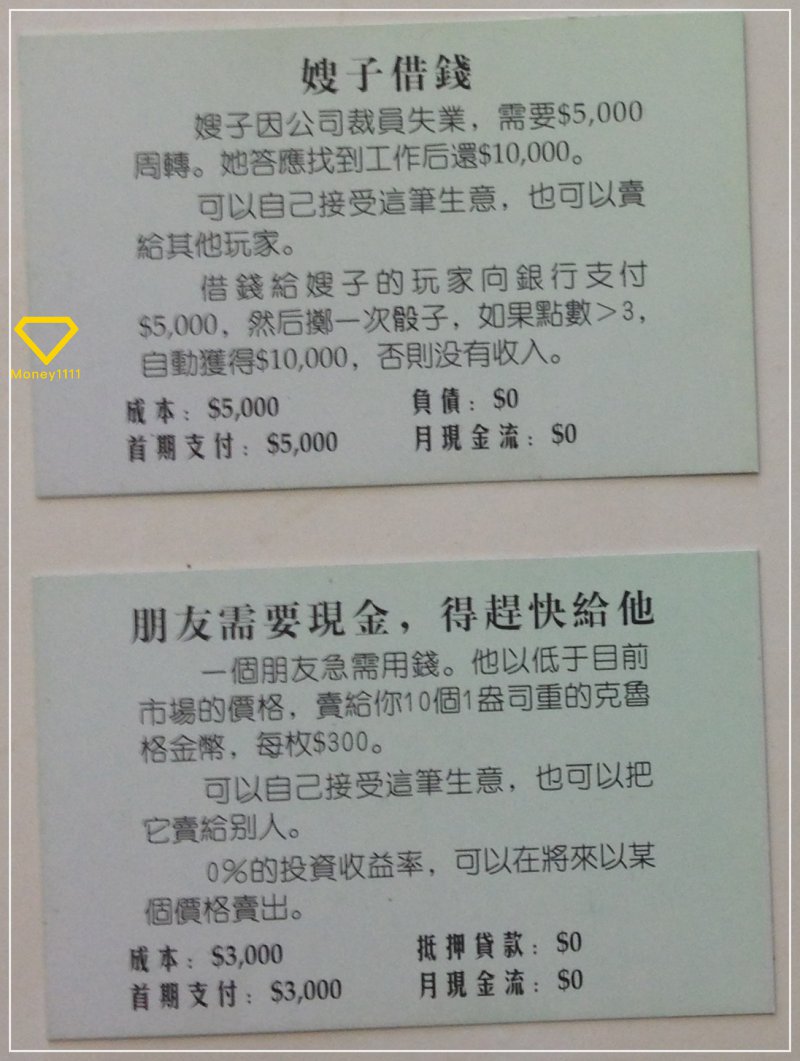 嫂子借錢
嫂子因公司裁員失業，需要$5,000
周轉。她答應找到工作后還$10,000。
可以自己接受這筆生意，也可以賣
給其他玩家。
借錢給嫂子的玩家向銀行支付
$5,000，然后擲一次骰子，如果點數＞3，
自動獲得$10,000，否則没有收入。
成本：$5,000 負債：$0
首期支付：$5,000 月現金流：$0
Money1111
朋友需要現金，得趕快給他
一個朋友急需用錢。他以低于目前
市場的價格，賣給你10個1盎司重的克魯
格金幣，每枚$300。
可以自己接受這筆生意，也可以把
它賣給别人。
0%的投資收益率，可以在將來以某
個價格賣出。
成本：$3,000 抵押貸款：$0
首期支付：$3,000 月現金流：$0